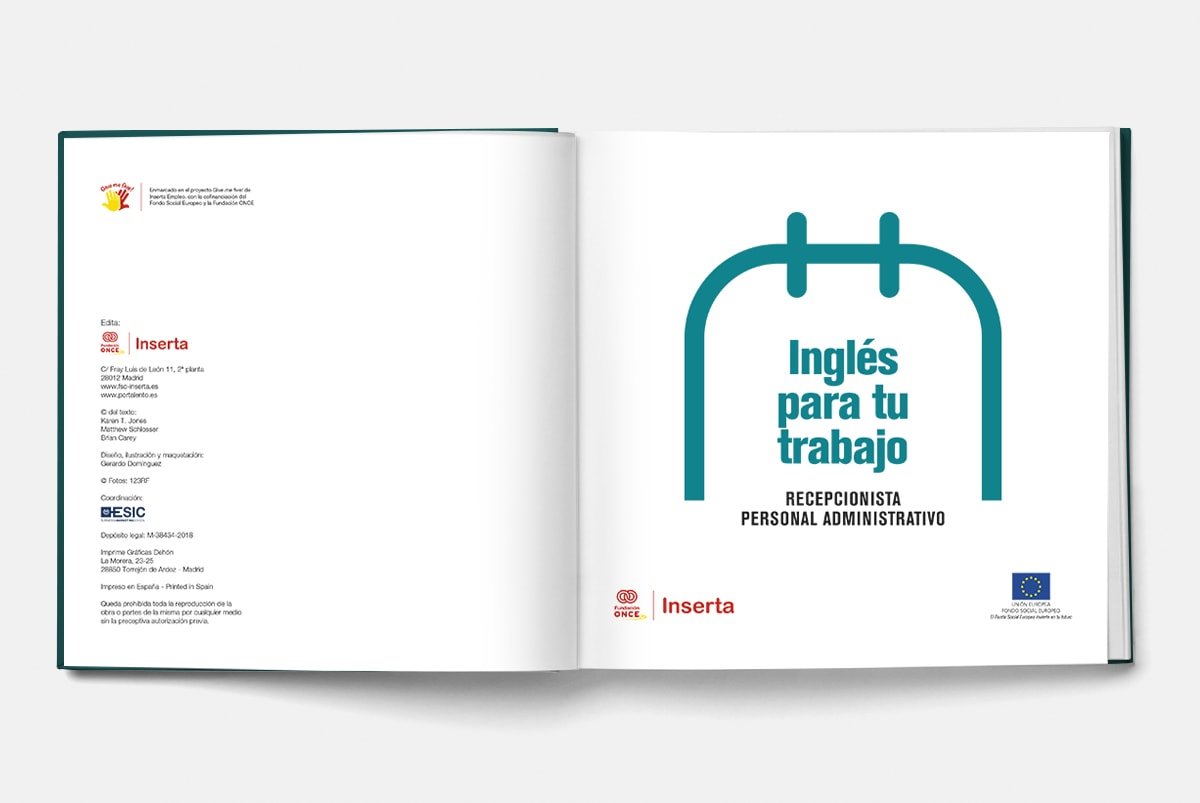 Give me five!
Enmarcado en el proyecto Give me five! de
Inserta Empleo, con la cofinanciación del
Fondo Social Europeo y la Fundación ONCE
Edita:
Fundación
ONCE
Inserta
C/ Fray Luis de León 11, 2ª planta
28012 Madrid
www.fsc-inserta.es
www.portalento.es
© del texto:
Karen T. Jones
Matthew Schlosser
Brian Carey
Diseño, ilustración y maquetación:
Gerardo Domínguez
© Fotos: 123RF
Coordinación:
ESIC
Depósito legal: M-38434-2018
Imprime Gráficas Dehón
La Morera, 23-25
28850 Torrejón de Ardoz - Madrid
Impreso en España - Printed in Spain
Queda prohibida toda la reproducción de la
obra o partes de la misma por cualquier medio
sin la preceptiva autorización previa.
Inglés
para tu
trabajo
RECEPCIONISTA
PERSONAL ADMINISTRATIVO
Fundación
ONCE
Inserta
UNIÓN EUROPEA
FONDO SOCIAL EUROPEO
El Fondo Social Europeo invierte en tu futuro